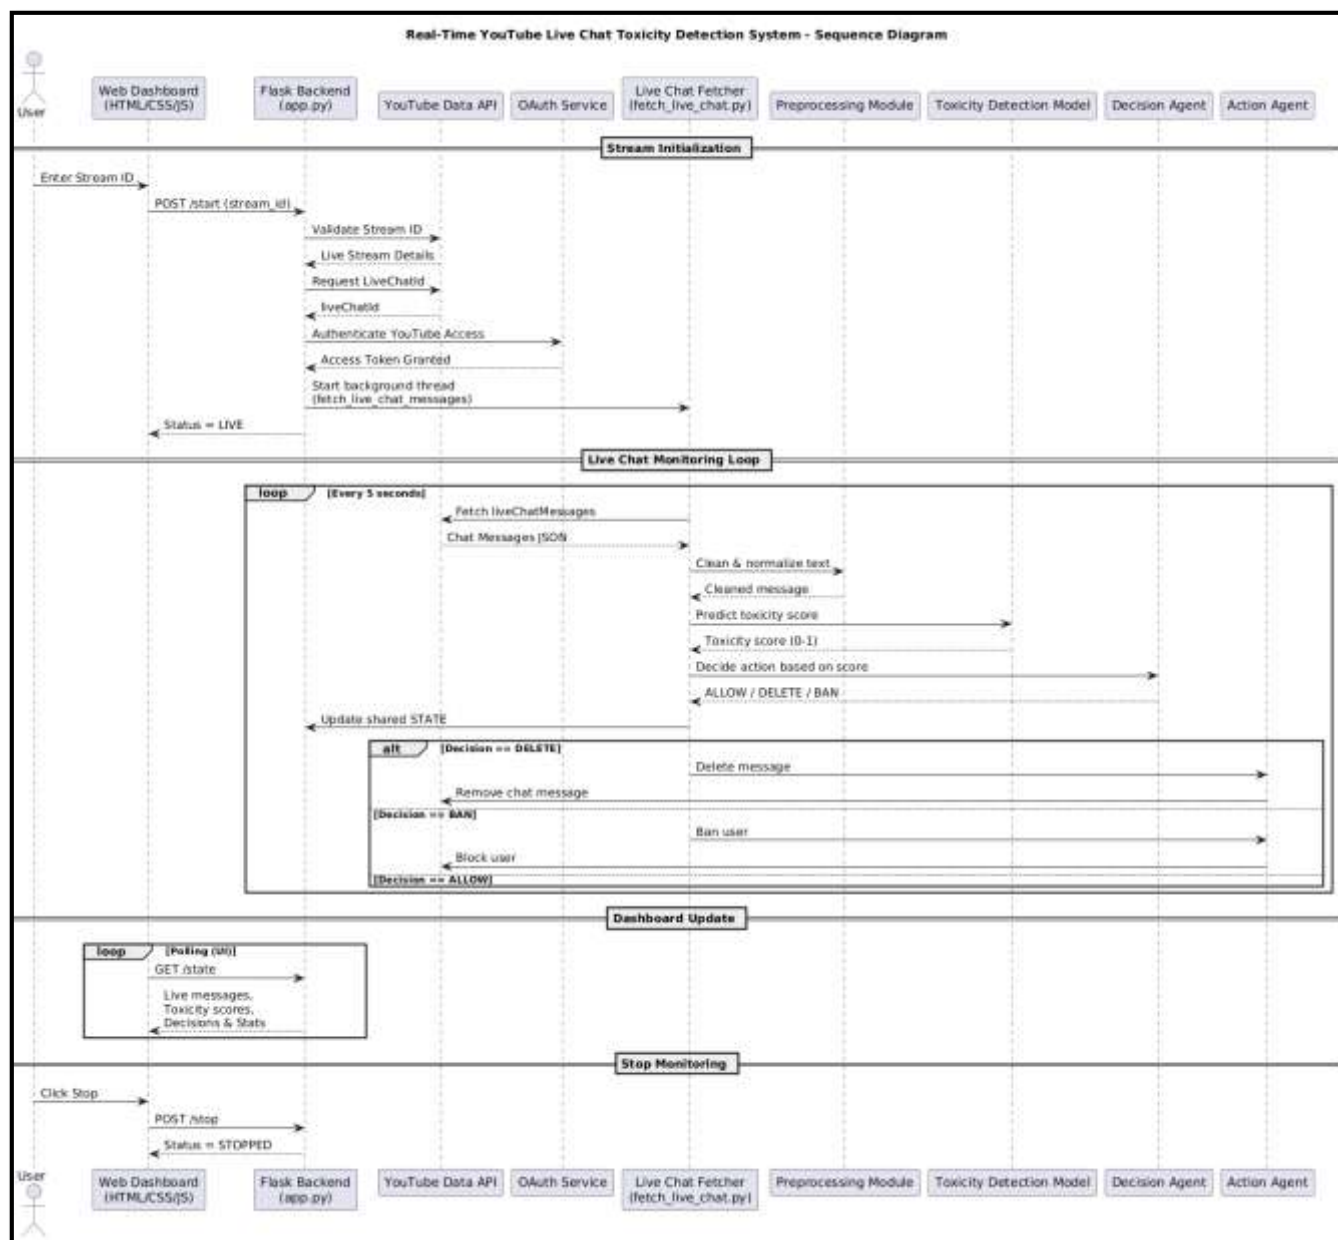 Real-Time YouTube Live Chat Toxicity Detection System - Sequence Diagram
User
Web Dashboard
(HTML/CSS/JS)
Flask Backend
(app.py)
YouTube Data API
OAuth Service
Live Chat Fetcher
(fetch_live_chat.py)
Preprocessing Module
Toxicity Detection Model
Decision Agent
Action Agent
Stream Initialization
Enter Stream ID
POST /start (stream_id)
Validate Stream ID
Live Stream Details
Request LiveChatId
liveChatId
Authenticate YouTube Access
Access Token Granted
Start background thread
(fetch_live_chat_messages)
Status = LIVE
Live Chat Monitoring Loop
loop [Every 5 seconds]
Fetch liveChatMessages
Chat Messages JSON
Clean & normalize text
Cleaned message
Predict toxicity score
Toxicity score (0-1)
Decide action based on score
ALLOW / DELETE / BAN
Update shared STATE
alt [Decision == DELETE]
Delete message
Remove chat message
[Decision == BAN]
Ban user
Block user
[Decision == ALLOW]
Dashboard Update
loop [Polling (UI)]
GET /state
Live messages,
Toxicity scores,
Decisions & Stats
Stop Monitoring
Click Stop
POST /stop
Status = STOPPED
User
Web Dashboard
(HTML/CSS/JS)
Flask Backend
(app.py)
YouTube Data API
OAuth Service
Live Chat Fetcher
(fetch_live_chat.py)
Preprocessing Module
Toxicity Detection Model
Decision Agent
Action Agent